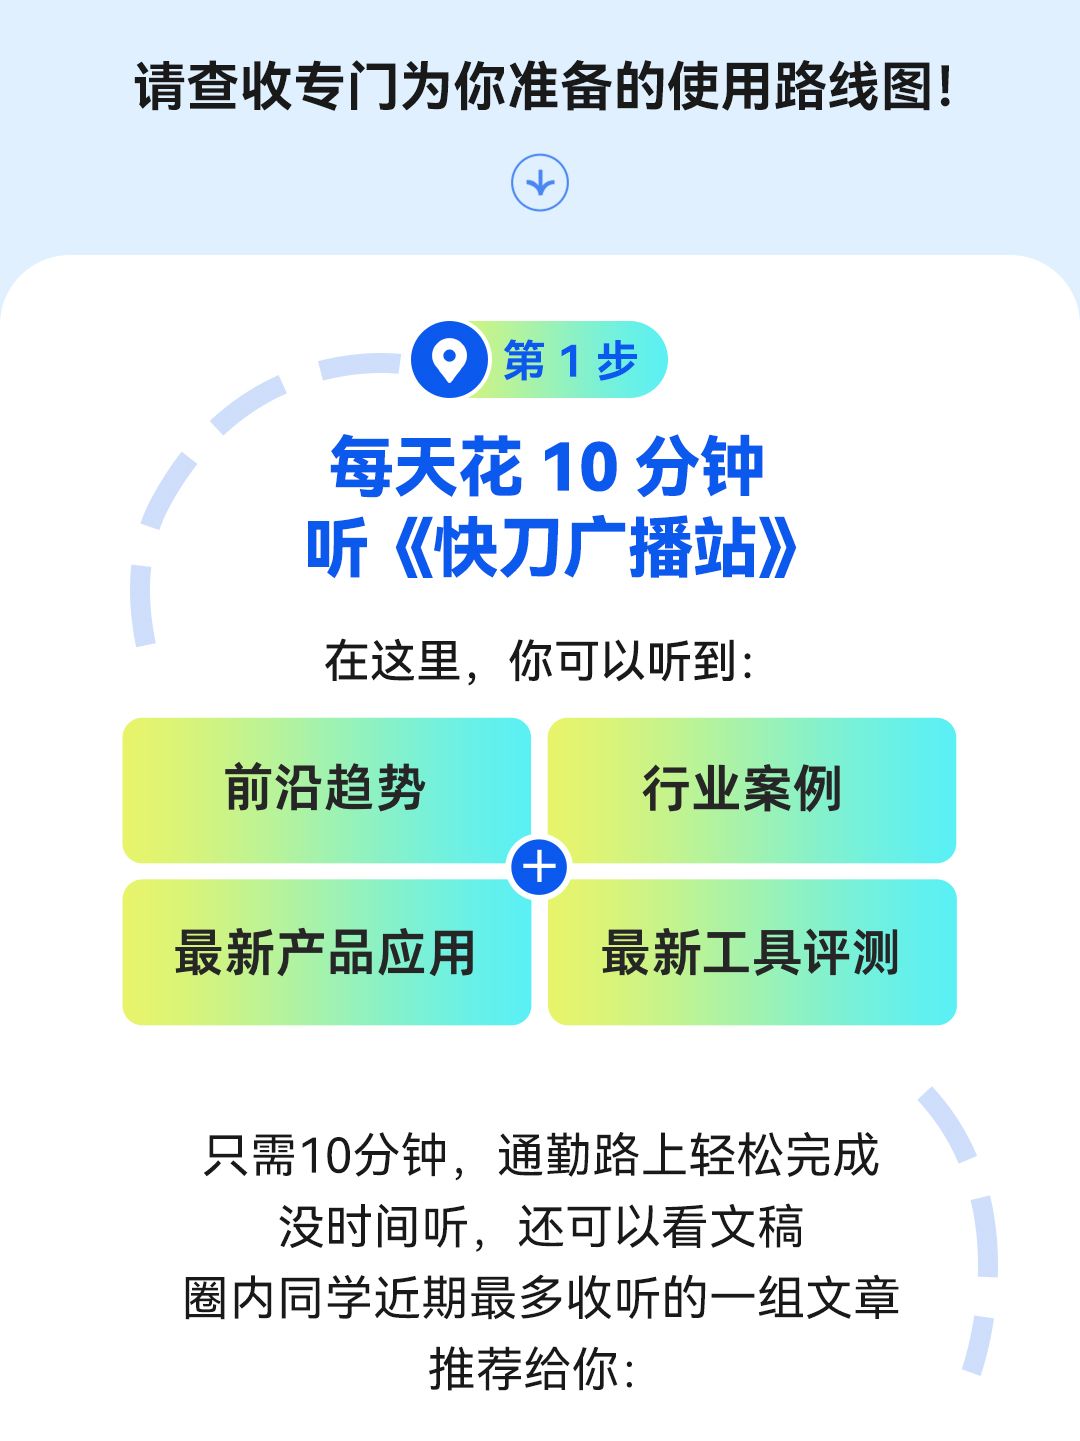 请查收专门为你准备的使用路线图！
第 1 步
每天花 10 分钟
听《快刀广播站》
在这里，你可以听到：
前沿趋势
行业案例
最新产品应用
最新工具评测
只需10分钟，通勤路上轻松完成
没时间听，还可以看文稿
圈内同学近期最多收听的一组文章
推荐给你：